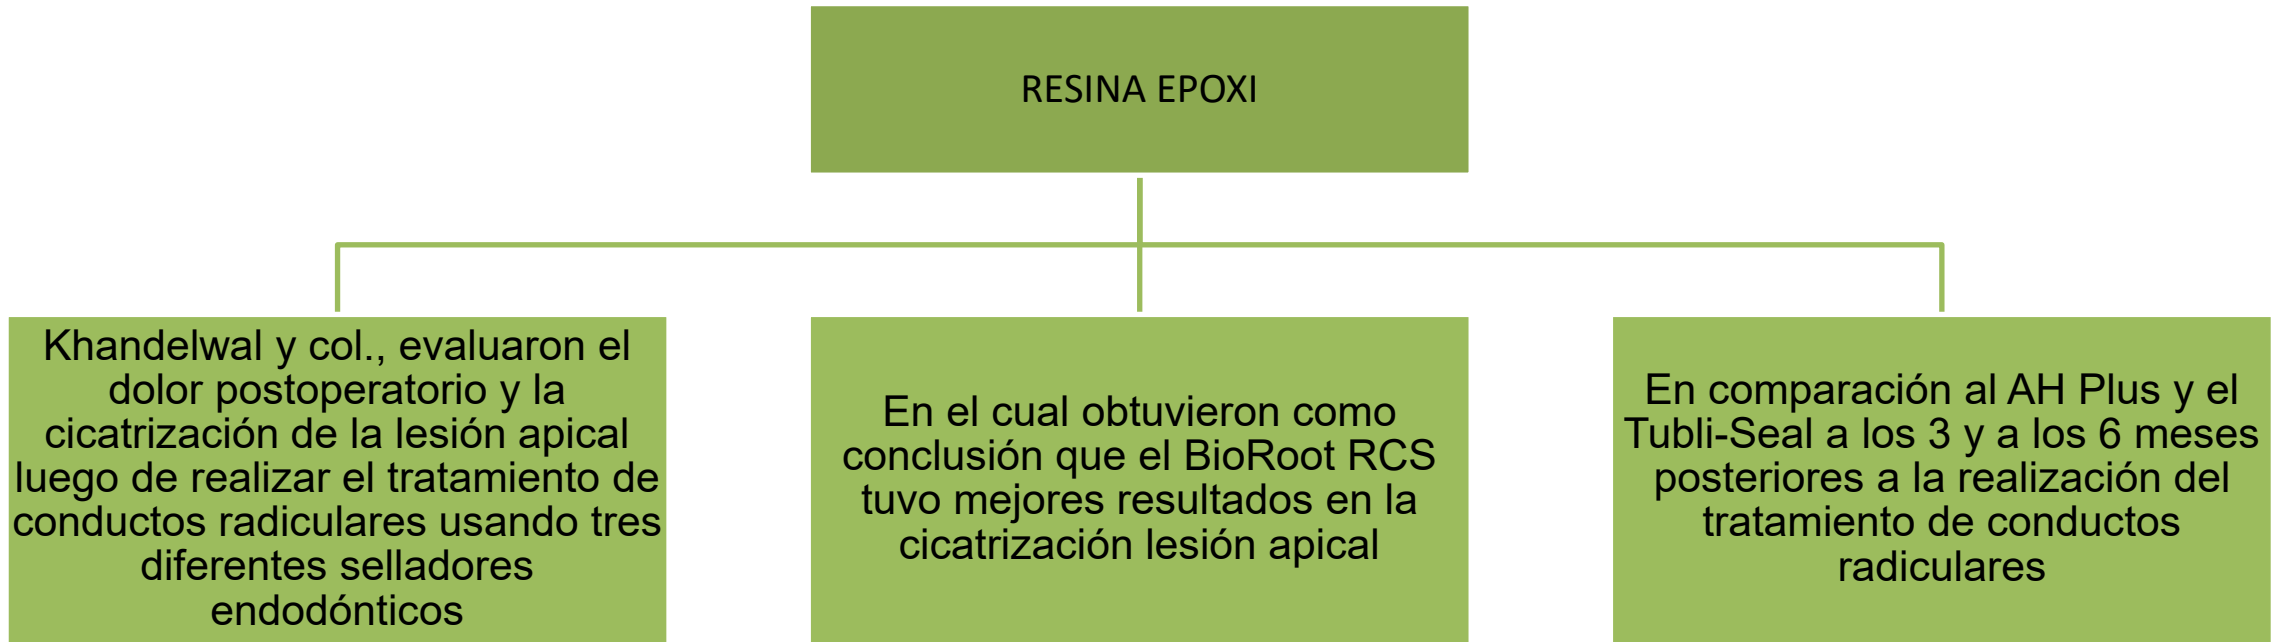 RESINA EPOXI
Khandelwal y col., evaluaron el
dolor postoperatorio y la
cicatrización de la lesión apical
luego de realizar el tratamiento de
conductos radiculares usando tres
diferentes selladores
endodónticos
En el cual obtuvieron como
conclusión que el BioRoot RCS
tuvo mejores resultados en la
cicatrización lesión apical
En comparación al AH Plus y el
Tubli-Seal a los 3 y a los 6 meses
posteriores a la realización del
tratamiento de conductos
radiculares